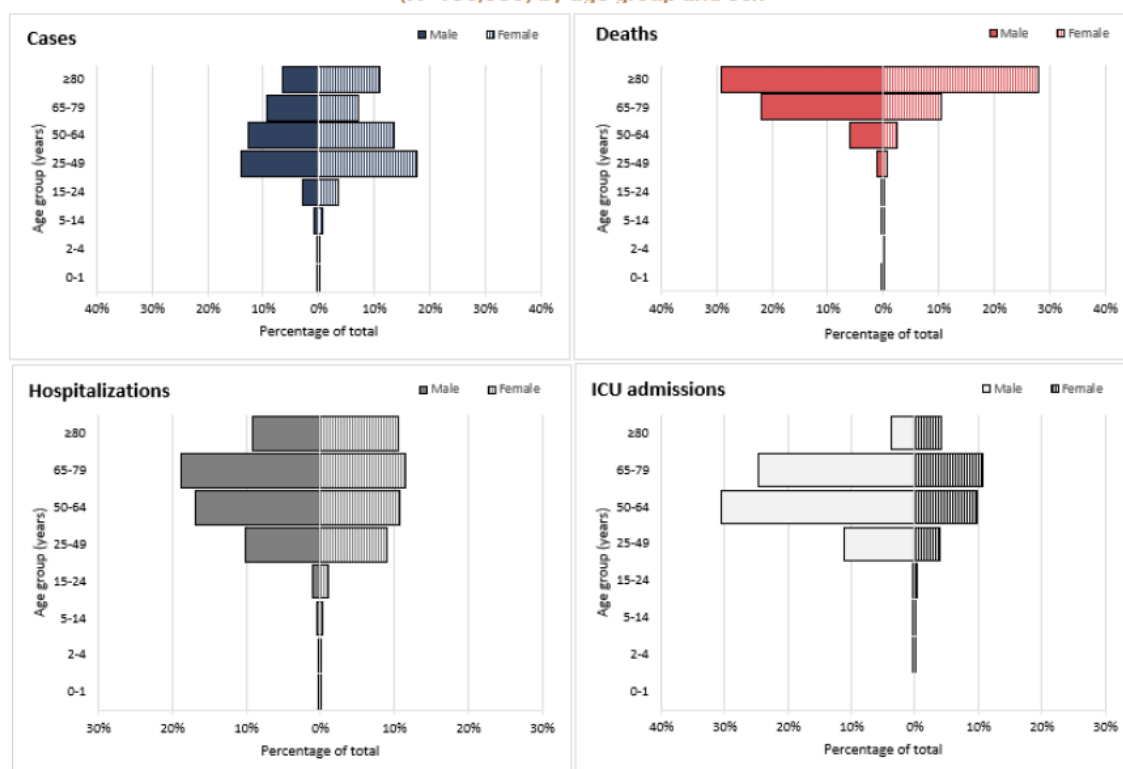 Cases
Male Female
Age group (years)
≥80
65-79
50-64
25-49
15-24
5-14
2-4
0-1
40% 30% 20% 10% 0% 10% 20% 30% 40%
Percentage of total
Deaths
Male Female
Age group (years)
≥80
65-79
50-64
25-49
15-24
5-14
2-4
0-1
40% 30% 20% 10% 0% 10% 20% 30% 40%
Percentage of total
Hospitalizations
Male Female
Age group (years)
≥80
65-79
50-64
25-49
15-24
5-14
2-4
0-1
30% 20% 10% 0% 10% 20% 30%
Percentage of total
ICU admissions
Male Female
Age group (years)
≥80
65-79
50-64
25-49
15-24
5-14
2-4
0-1
40% 30% 20% 10% 0% 10% 20% 30%
Percentage of total